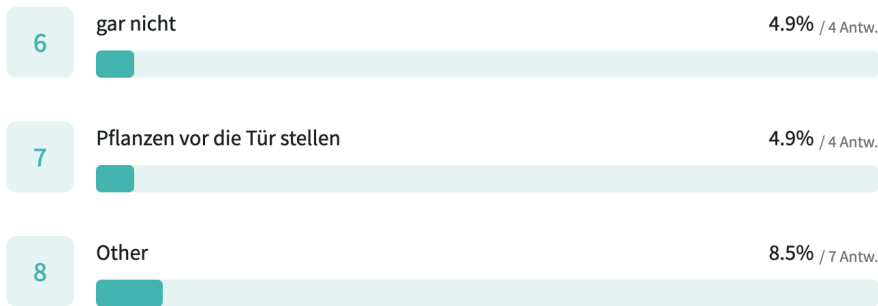 6 gar nicht 4.9% / 4 Antw.
7 Pflanzen vor die Tür stellen 4.9% / 4 Antw.
8 Other 8.5% / 7 Antw.